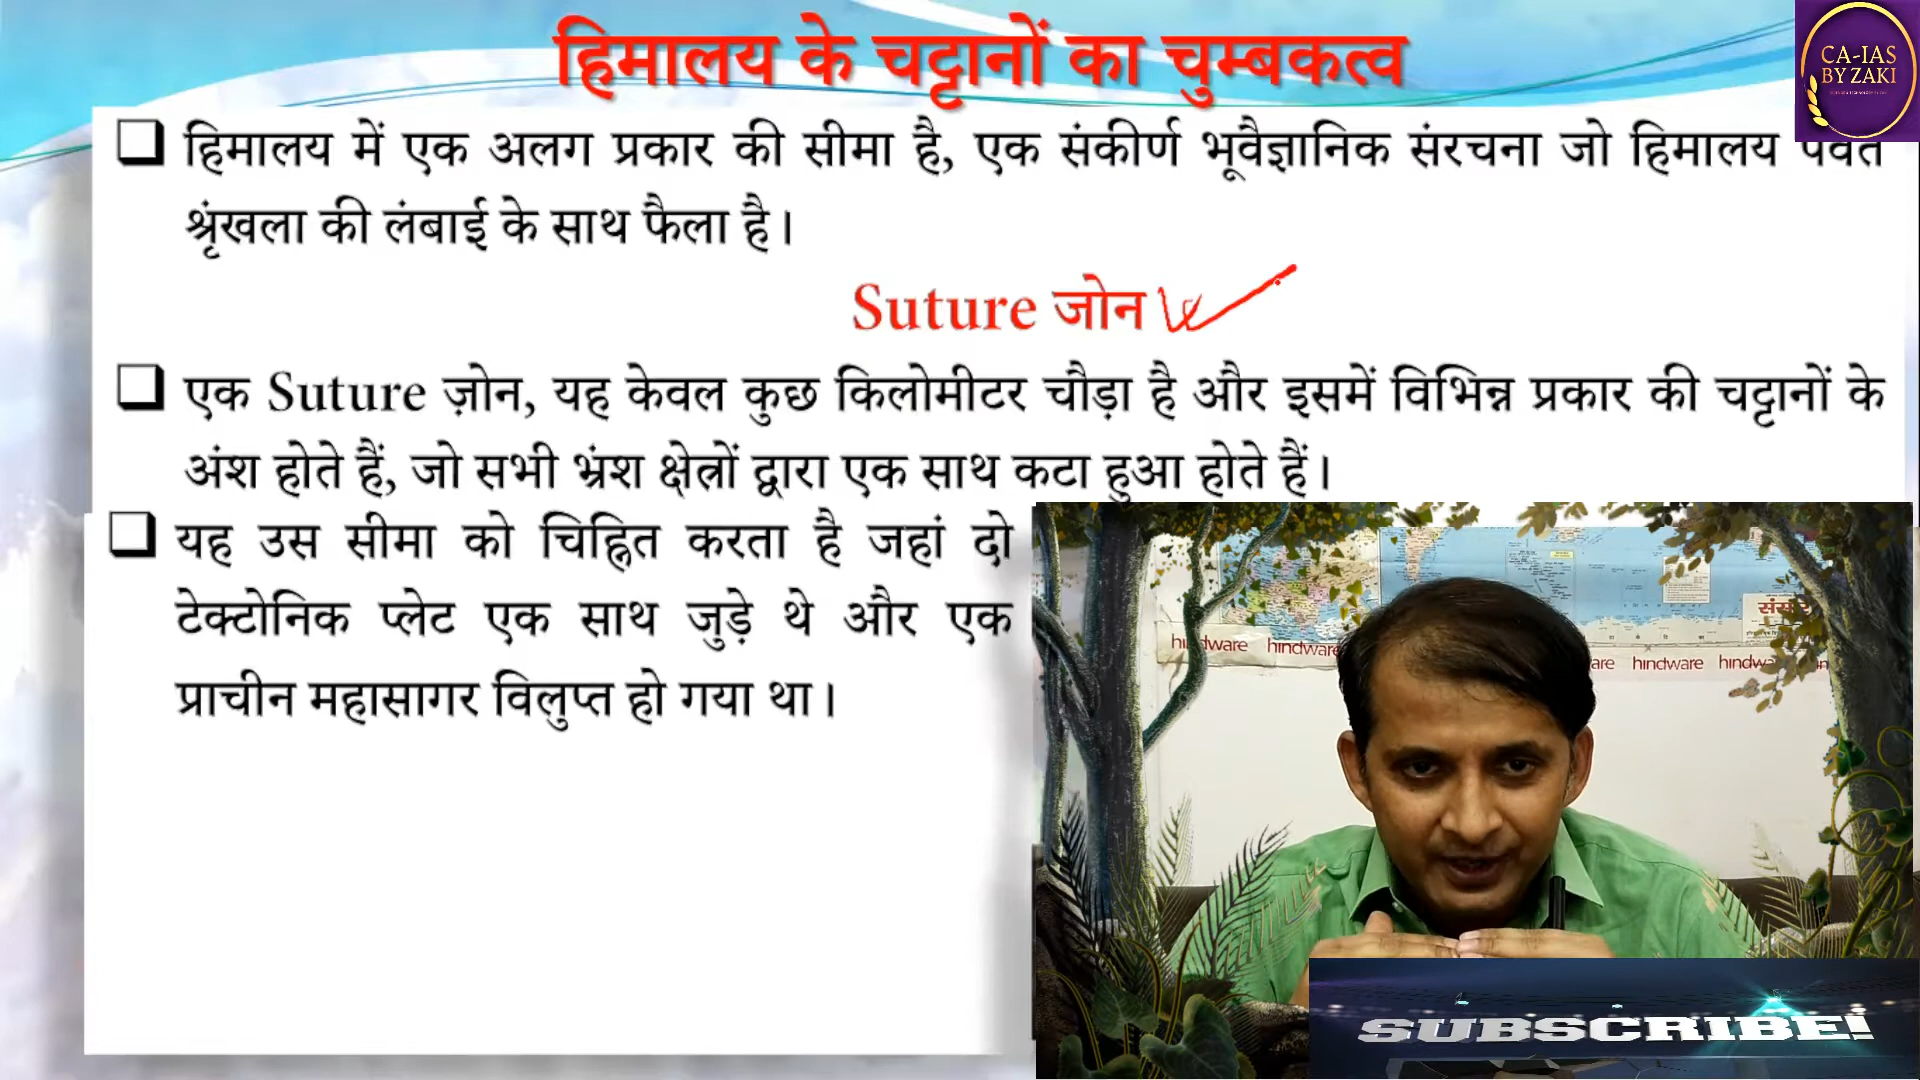 हिमालय के चट्टानों का चुम्बकत्व
CA-IAS
BY ZAKI
❑ हिमालय में एक अलग प्रकार की सीमा है, एक संकीर्ण भूवैज्ञानिक संरचना जो हिमालय पर्वत
श्रृंखला की लंबाई के साथ फैला है।
Suture जोन
❑ एक Suture ज़ोन, यह केवल कुछ किलोमीटर चौड़ा है और इसमें विभिन्न प्रकार की चट्टानों के
अंश होते हैं, जो सभी भ्रंश क्षेत्रों द्वारा एक साथ कटा हुआ होते हैं।
❑ यह उस सीमा को चिह्नित करता है जहां दो
टेक्टोनिक प्लेट एक साथ जुड़े थे और एक
प्राचीन महासागर विलुप्त हो गया था।
hindware hindware hindware
SUBSCRIBE!